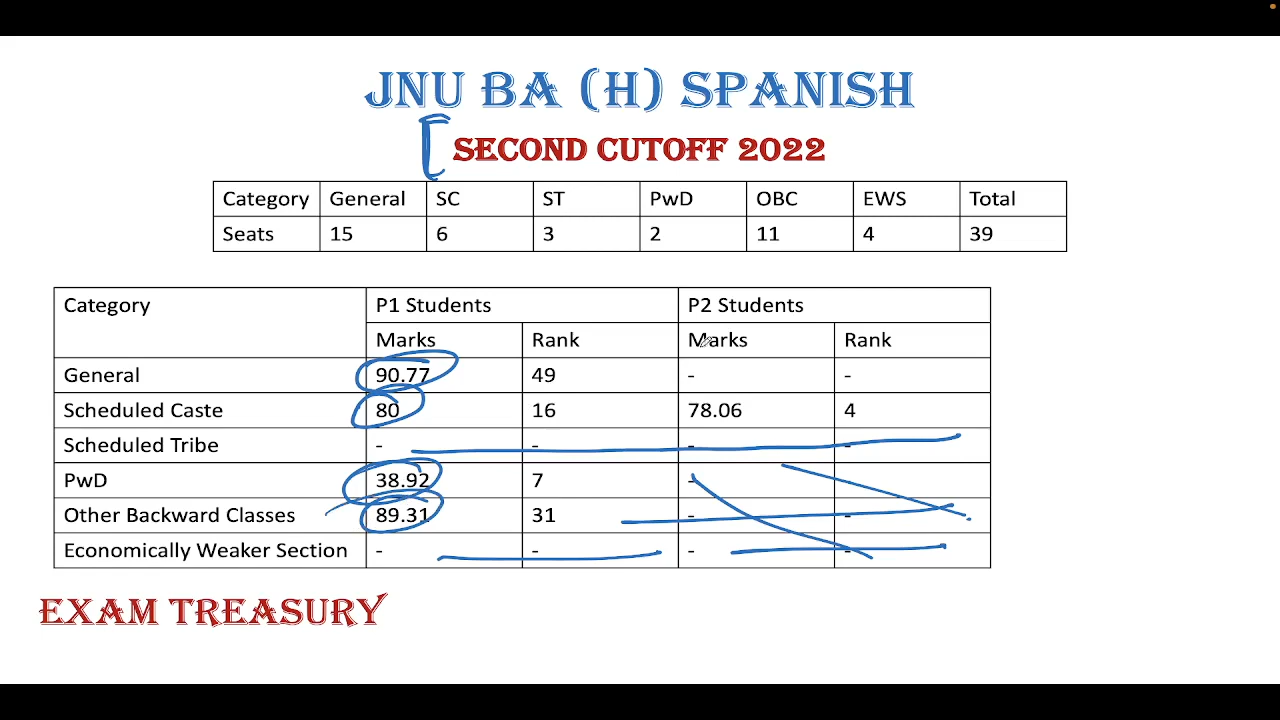 JNU BA (H) SPANISH
SECOND CUTOFF 2022
Category General SC ST PwD OBC EWS Total
Seats 15 6 3 2 11 4 39
Category P1 Students P2 Students
Marks Rank Marks Rank
General 90.77 49 - -
Scheduled Caste 80 16 78.06 4
Scheduled Tribe - - - -
PwD 38.92 7 -
Other Backward Classes 89.31 31 - -
Economically Weaker Section - - - -
EXAM TREASURY